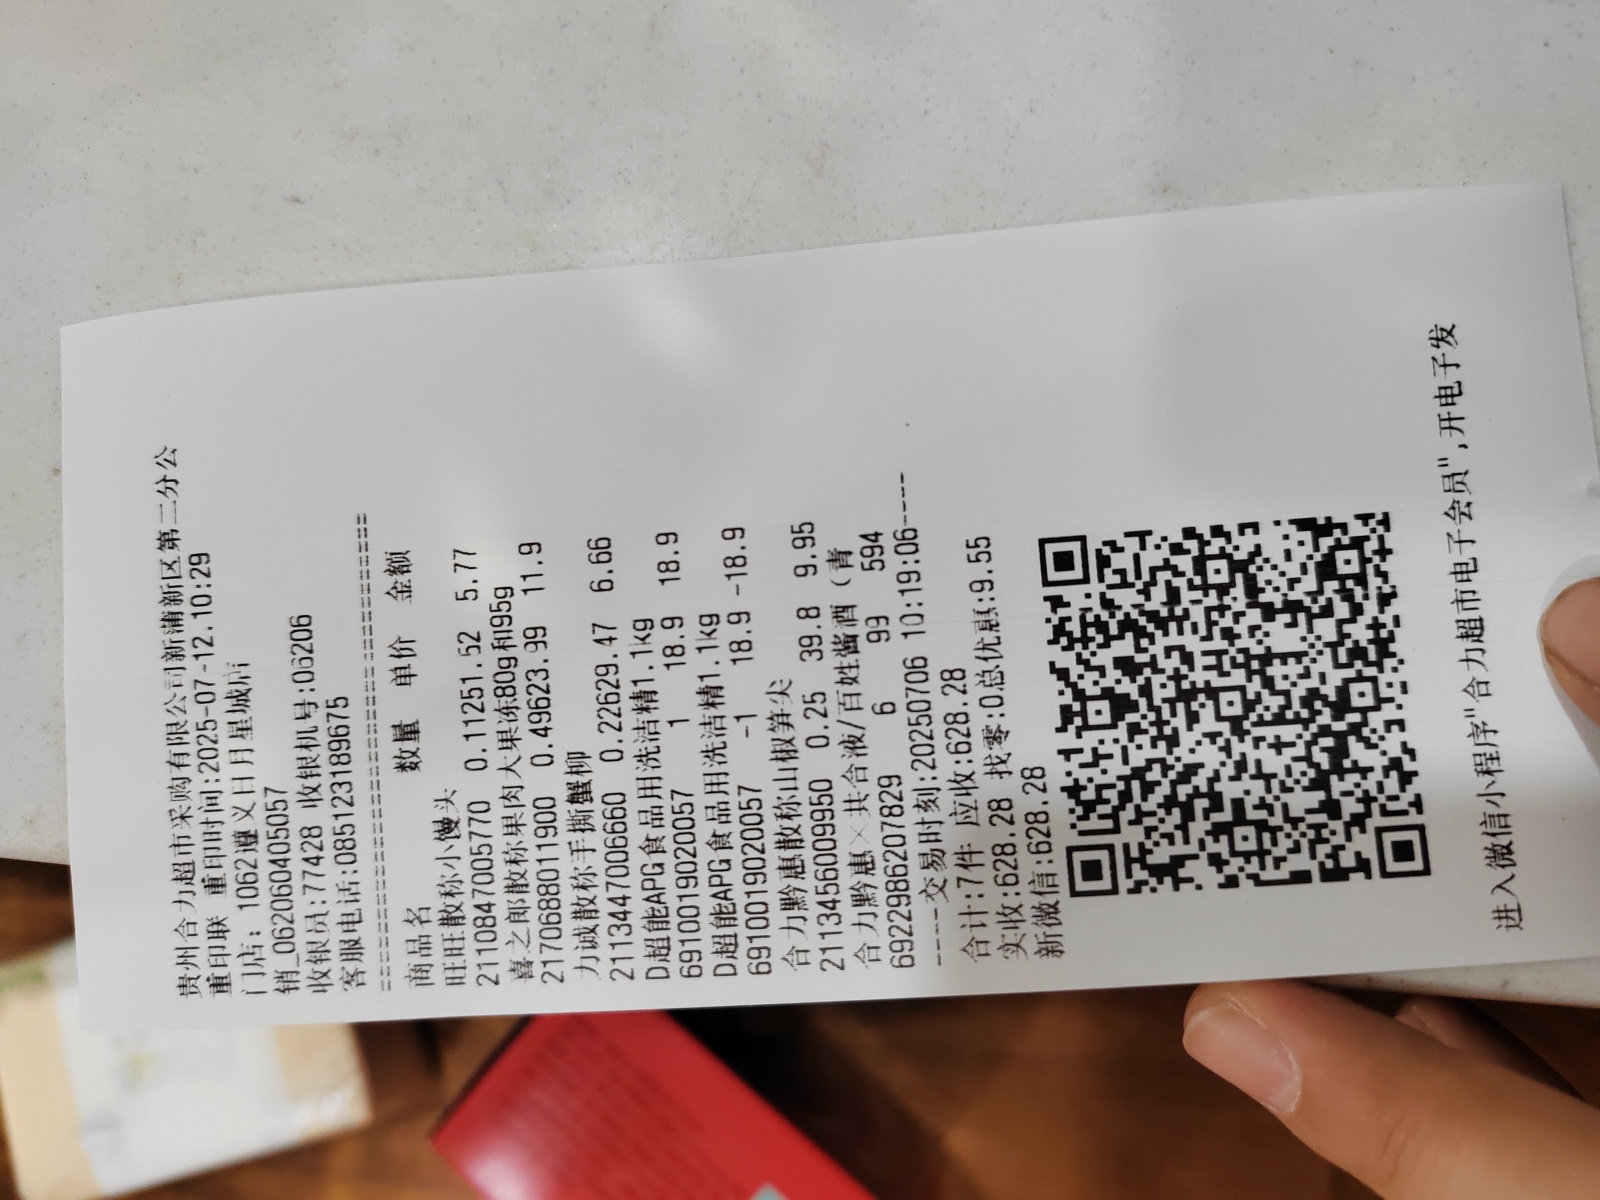 贵州合力超市采购有限公司新蒲新区第二分公
重印联 重印时间:2025-07-12.10:29
门店: 1062遵义日月星城店
销_062060405057
收银员:77428 收银机号:06206
客服电话:085123189675
================================
商品名 数量 单价 金额
旺旺散称小馒头
2110847005770 0.11251.52 5.77
喜之郎散称果肉大果冻80g和95g
2170688011900 0.49623.99 11.9
力诚散称手撕蟹柳
2113447006660 0.22629.47 6.66
D超能APG食品用洗洁精1.1kg
6910019020057 1 18.9 18.9
D超能APG食品用洗洁精1.1kg
6910019020057 -1 18.9 -18.9
合力黔惠散称山椒笋尖
2113456009950 0.25 39.8 9.95
合力黔惠×共合液/百姓酱酒（青
6922986207829 6 99 594
----交易时刻:20250706 10:19:06----
合计:7件 应收:628.28
实收:628.28 找零:0总优惠:9.55
新微信:628.28
进入微信小程序"合力超市电子会员",开电子发